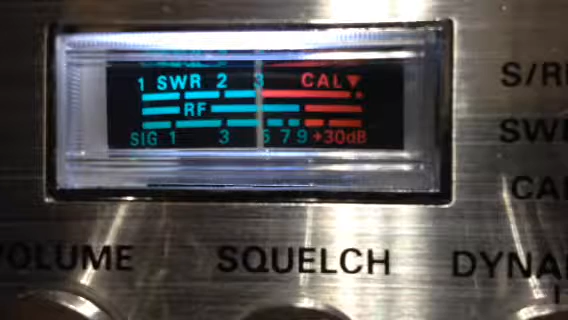 1 SWR 2 3 CAL
RF
SIG 1 3 5 7 9 +30dB
S/R
SW
CA
VOLUME SQUELCH DYNA